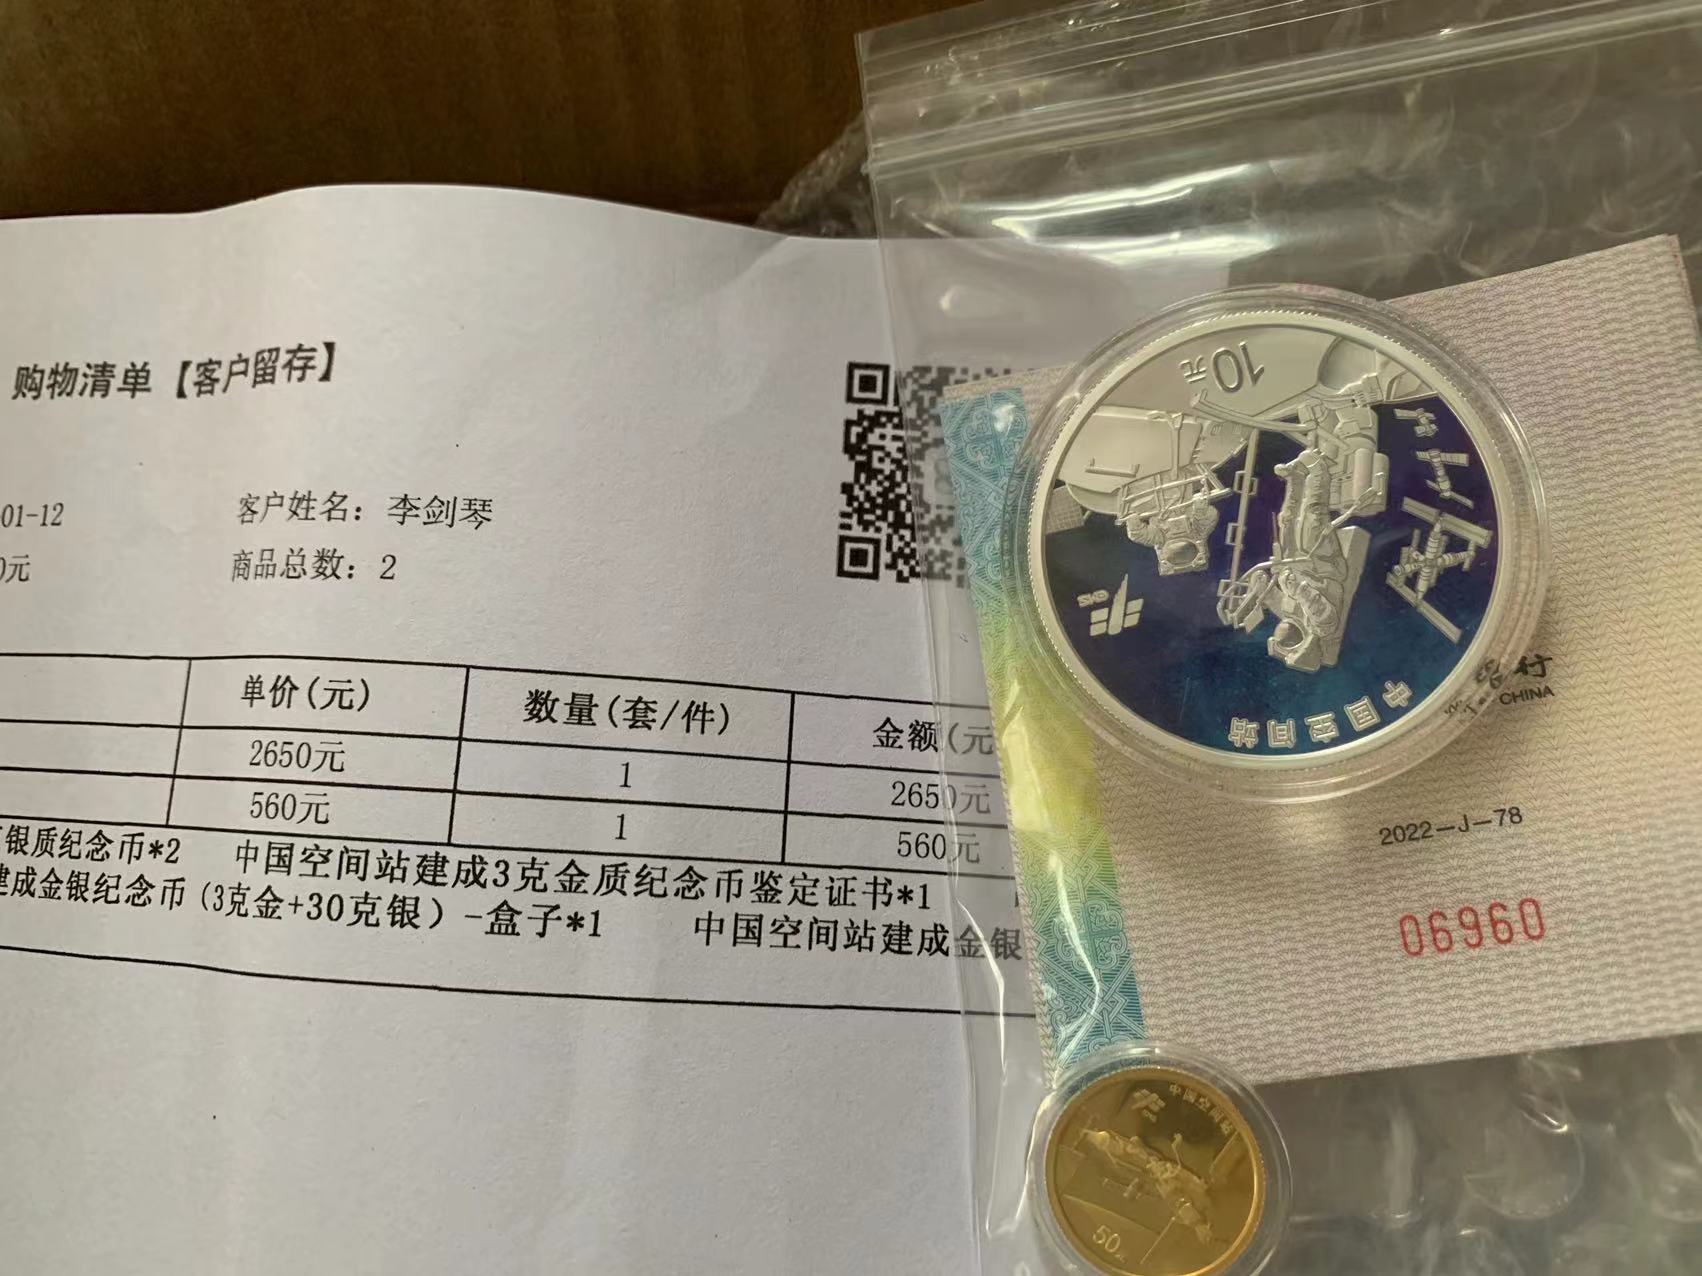 购物清单【客户留存】
01-12
客户姓名：李剑琴
0元
商品总数：2
单价(元)
数量(套/件)
金额(元
2650元
1
2650元
560元
1
560元
银质纪念币*2
中国空间站建成3克金质纪念币鉴定证书*1
建成金银纪念币（3克金+30克银）-盒子*1
中国空间站建成金银
10元
CMS
中国空间站
行
CHINA
2022-J-78
06960
中国空间站
50元